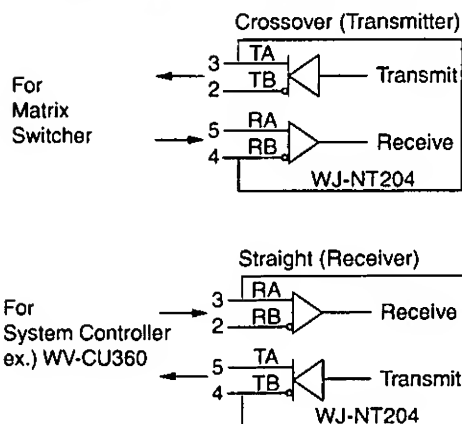 Crossover (Transmitter)
For
Matrix
Switcher
3 TA
2 TB
Transmit
5 RA
4 RB
Receive
WJ-NT204
Straight (Receiver)
For
System Controller
ex.) WV-CU360
3 RA
2 RB
Receive
5 TA
4 TB
Transmit
WJ-NT204